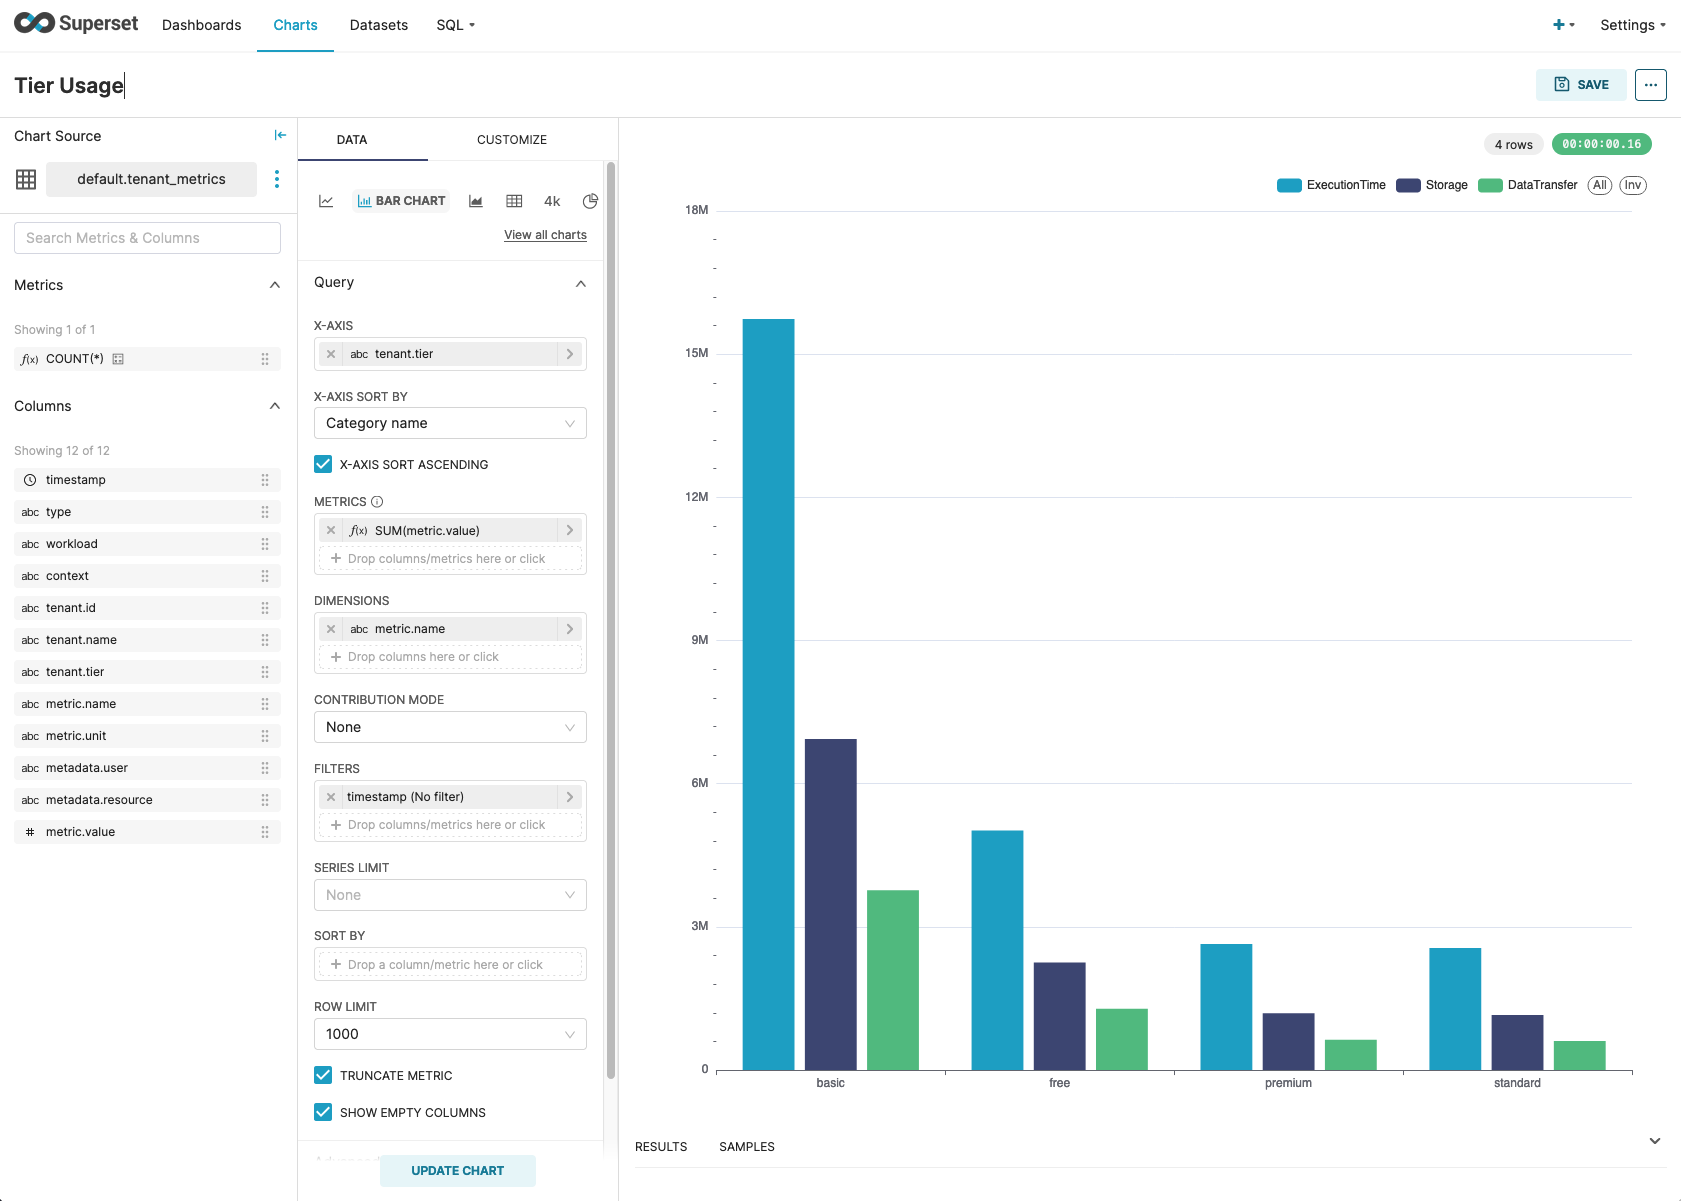 Superset
Dashboards
Charts
Datasets
SQL
Settings
Tier Usage
SAVE
Chart Source
default.tenant_metrics
Search Metrics & Columns
Metrics
Showing 1 of 1
f(x) COUNT(*)
Columns
Showing 12 of 12
timestamp
abc type
abc workload
abc context
abc tenant.id
abc tenant.name
abc tenant.tier
abc metric.name
abc metric.unit
abc metadata.user
abc metadata.resource
# metric.value
DATA
CUSTOMIZE
BAR CHART
4k
View all charts
Query
X-AXIS
abc tenant.tier
X-AXIS SORT BY
Category name
X-AXIS SORT ASCENDING
METRICS
f(x) SUM(metric.value)
+ Drop columns/metrics here or click
DIMENSIONS
abc metric.name
+ Drop columns here or click
CONTRIBUTION MODE
None
FILTERS
timestamp (No filter)
+ Drop columns/metrics here or click
SERIES LIMIT
None
SORT BY
+ Drop a column/metric here or click
ROW LIMIT
1000
TRUNCATE METRIC
SHOW EMPTY COLUMNS
UPDATE CHART
4 rows
00:00:00.16
ExecutionTime
Storage
DataTransfer
All
Inv
18M
15M
12M
9M
6M
3M
0
basic
free
premium
standard
RESULTS
SAMPLES